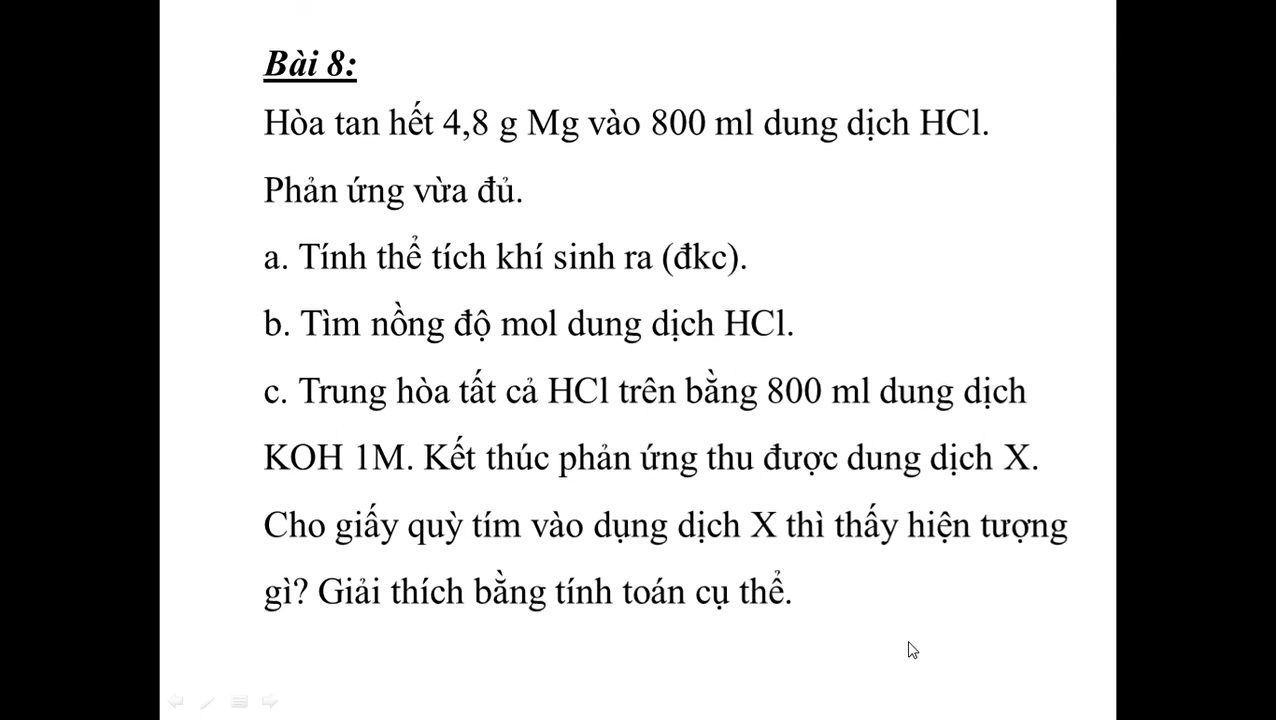 Bài 8:
Hòa tan hết 4,8 g Mg vào 800 ml dung dịch HCl.
Phản ứng vừa đủ.
a. Tính thể tích khí sinh ra (đkc).
b. Tìm nồng độ mol dung dịch HCl.
c. Trung hòa tất cả HCl trên bằng 800 ml dung dịch
KOH 1M. Kết thúc phản ứng thu được dung dịch X.
Cho giấy quỳ tím vào dụng dịch X thì thấy hiện tượng
gì? Giải thích bằng tính toán cụ thể.